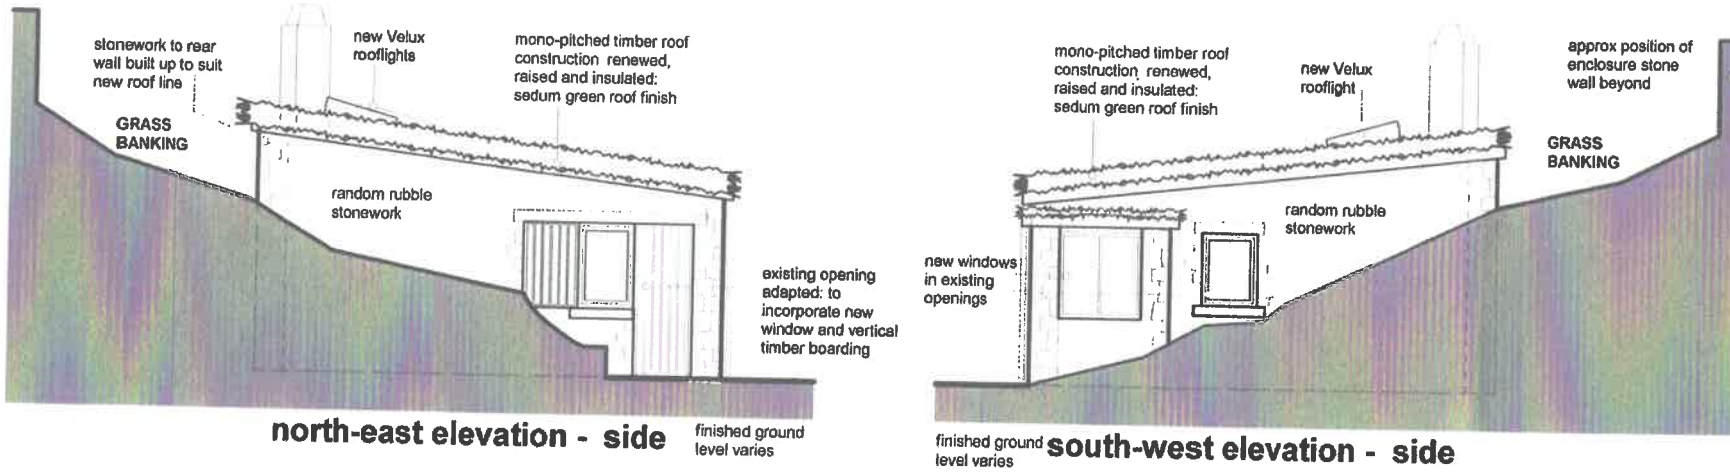 stonework to rear
wall built up to suit
new roof line
new Velux
rooflights
mono-pitched timber roof
construction renewed,
raised and insulated:
sedum green roof finish
GRASS
BANKING
random rubble
stonework
existing opening
adapted: to
incorporate new
window and vertical
timber boarding
north-east elevation - side
finished ground
level varies
mono-pitched timber roof
construction renewed,
raised and insulated:
sedum green roof finish
new Velux
rooflight
approx position of
enclosure stone
wall beyond
GRASS
BANKING
random rubble
stonework
new windows
in existing
openings
finished ground
level varies
south-west elevation - side